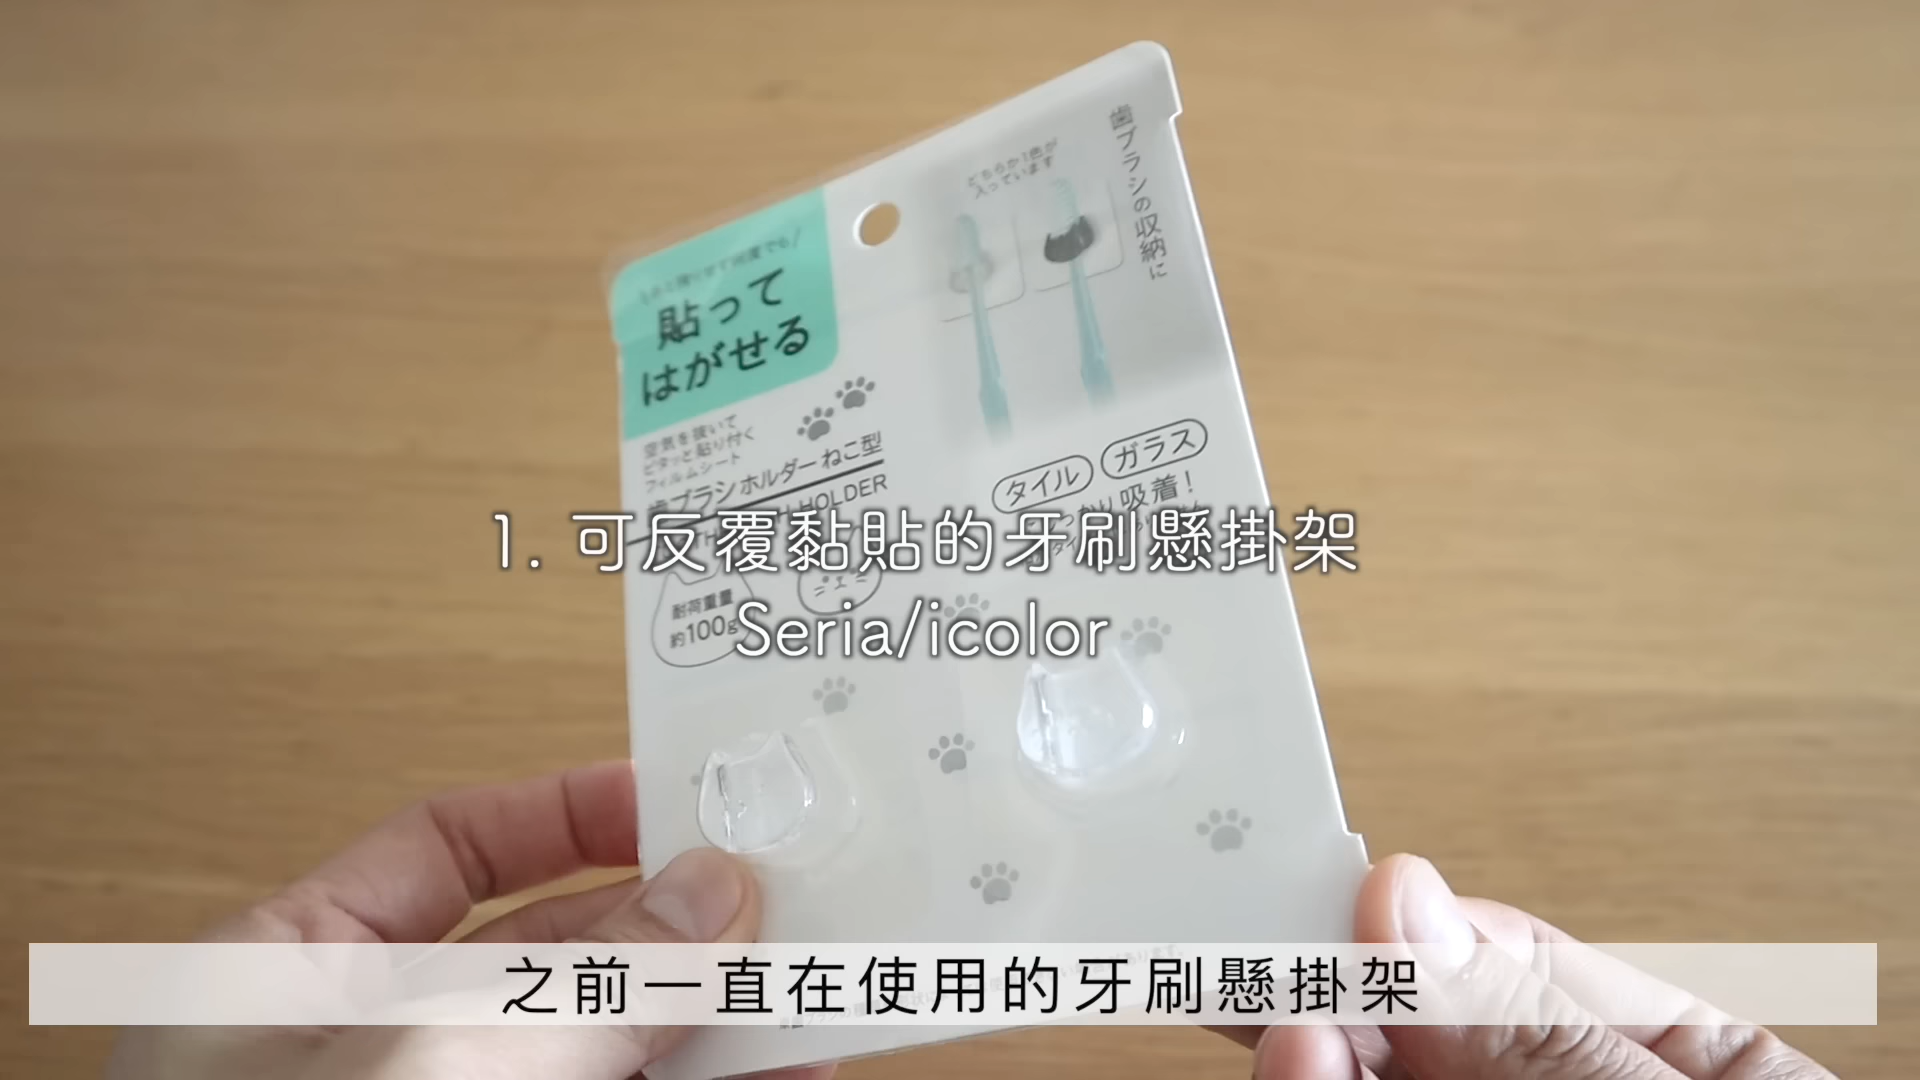 貼って
はがせる
空気を抜いて
ピタッと貼り付く
フィルムシート
歯ブラシホルダーねこ型
HOLDER
耐荷重量
約100g
どちらか1色が
入っています
歯ブラシの収納に
タイル
ガラス
吸着!
1. 可反覆黏貼的牙刷懸掛架
Seria/icolor
之前一直在使用的牙刷懸掛架